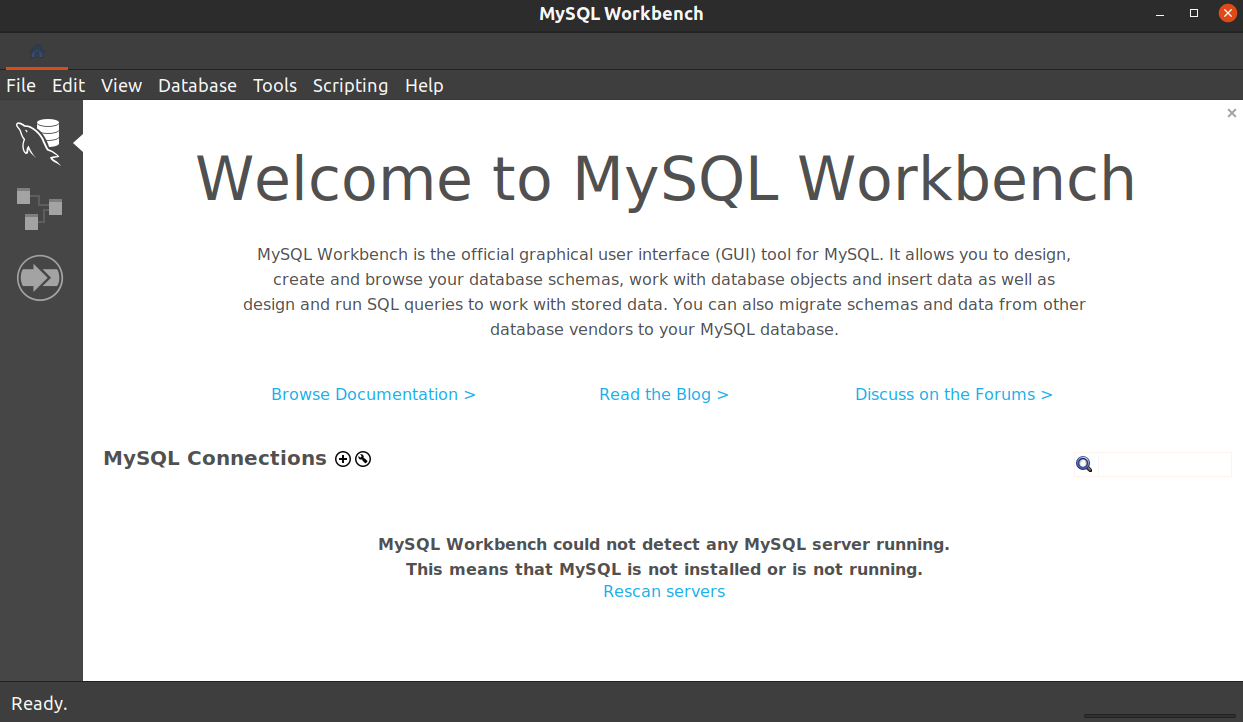 MySQL Workbench
File Edit View Database Tools Scripting Help
Welcome to MySQL Workbench
MySQL Workbench is the official graphical user interface (GUI) tool for MySQL. It allows you to design,
create and browse your database schemas, work with database objects and insert data as well as
design and run SQL queries to work with stored data. You can also migrate schemas and data from other
database vendors to your MySQL database.
Browse Documentation > Read the Blog > Discuss on the Forums >
MySQL Connections
MySQL Workbench could not detect any MySQL server running.
This means that MySQL is not installed or is not running.
Rescan servers
Ready.